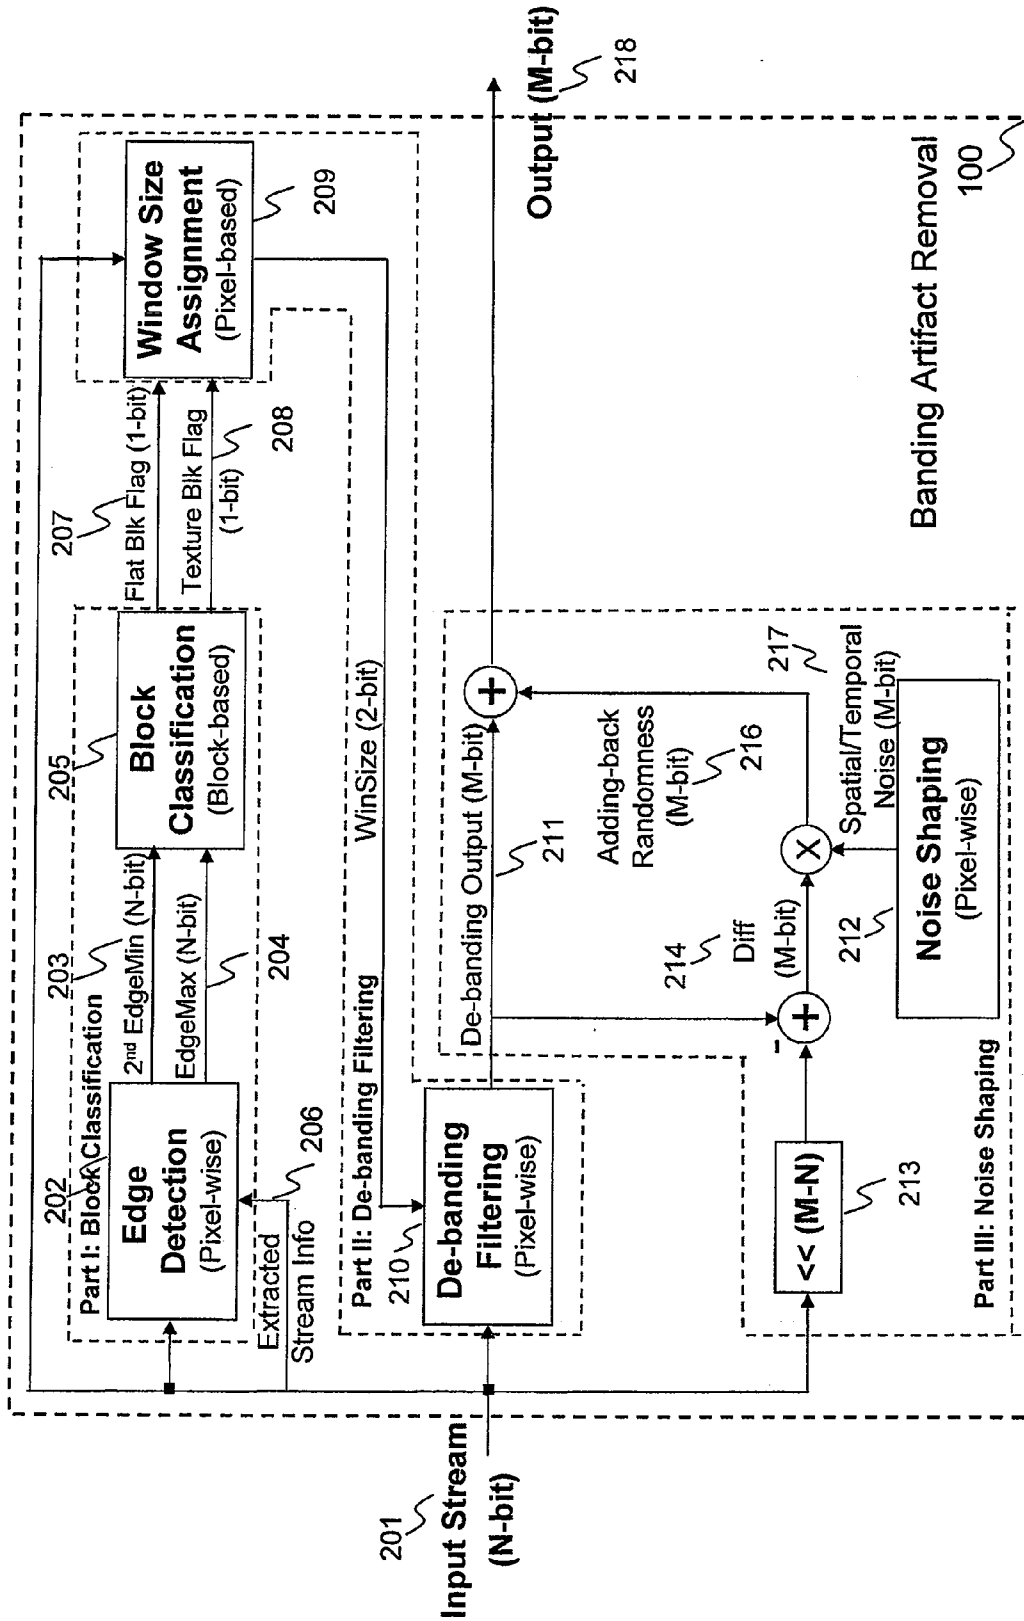 201
Input Stream
(N-bit)
202
Part I: Block Classification
Edge
Detection
(Pixel-wise)
Extracted
Stream Info
206
203
2nd EdgeMin (N-bit)
EdgeMax (N-bit)
204
205
Block
Classification
(Block-based)
207
Flat Blk Flag (1-bit)
Texture Blk Flag
(1-bit)
208
Window Size
Assignment
(Pixel-based)
209
Part II: De-banding Filtering
WinSize (2-bit)
210
De-banding
Filtering
(Pixel-wise)
De-banding Output (M-bit)
211
+
Output (M-bit)
218
Adding-back
Randomness
(M-bit)
216
214
Diff
(M-bit)
-
+
X
217
Spatial/Temporal
Noise (M-bit)
212
Noise Shaping
(Pixel-wise)
<< (M-N)
213
Part III: Noise Shaping
Banding Artifact Removal
100